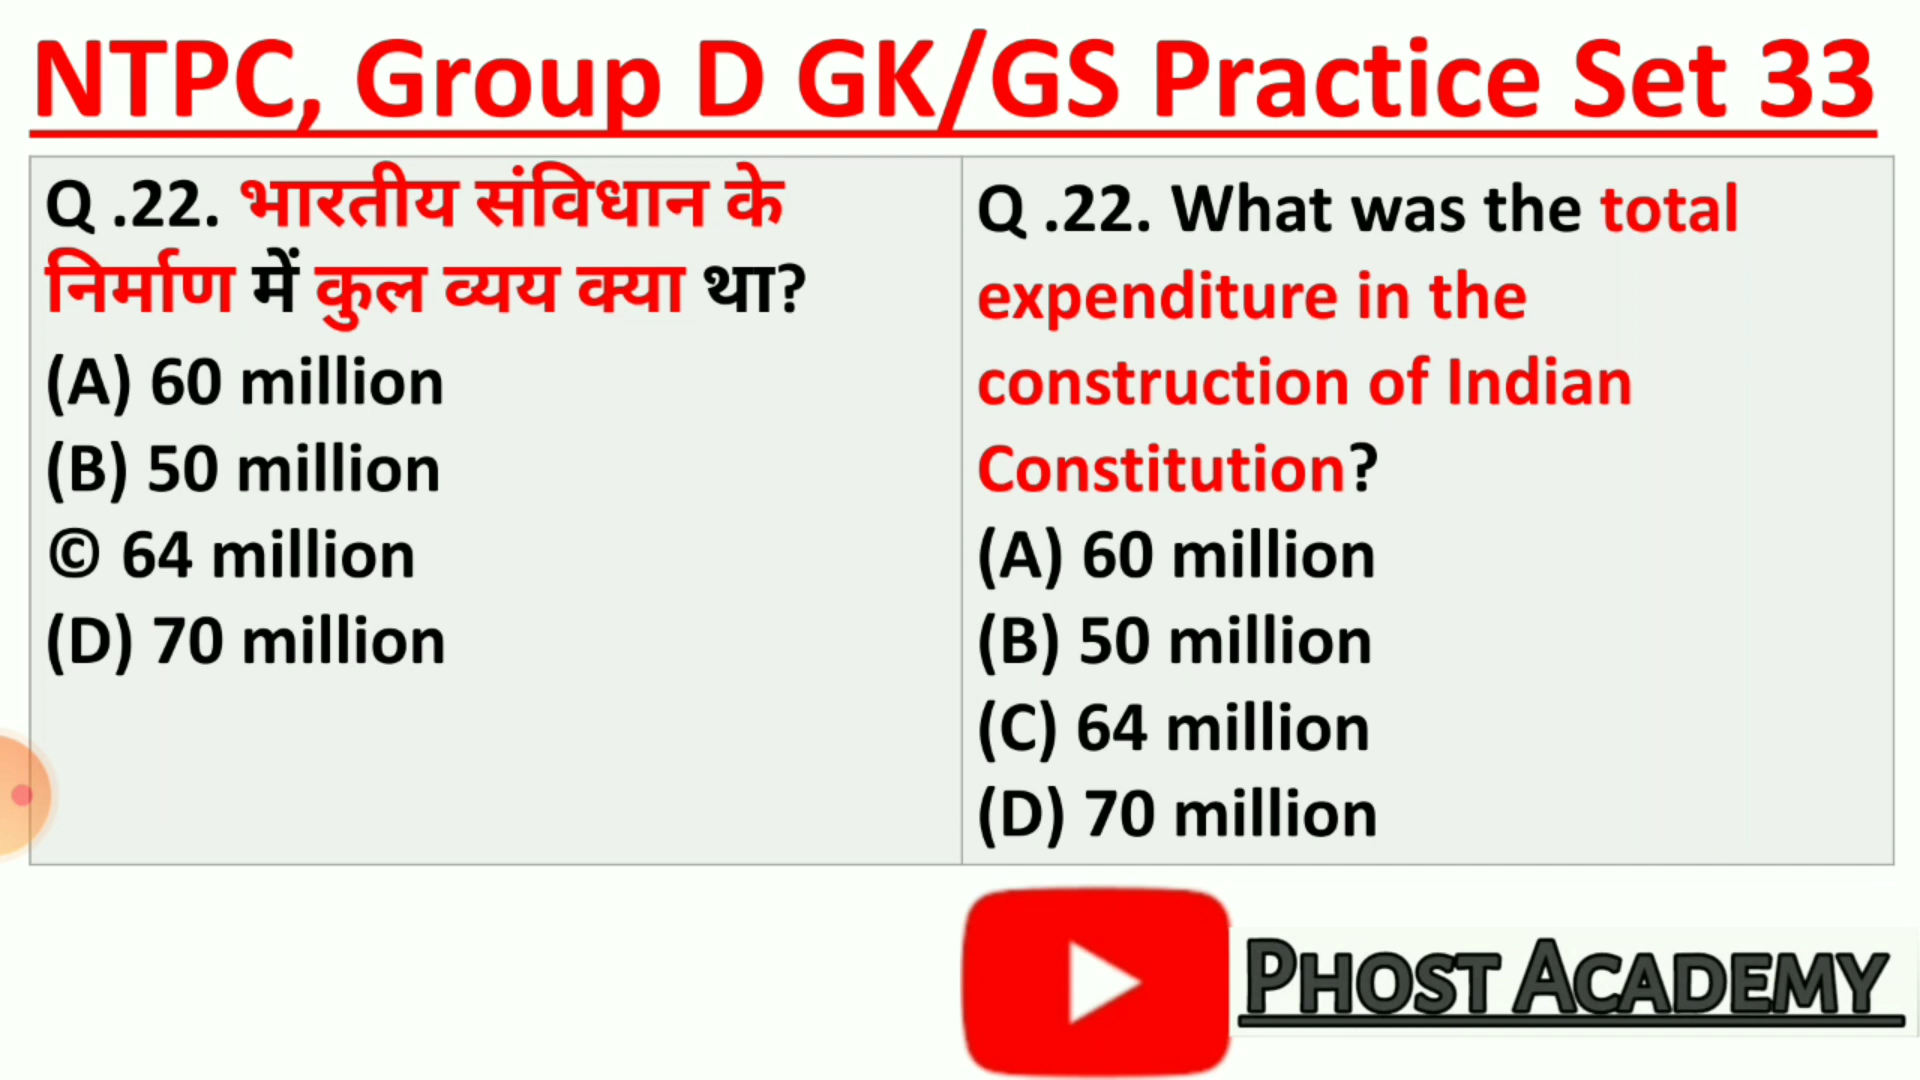 NTPC, Group D GK/GS Practice Set 33
Q .22. भारतीय संविधान के
निर्माण में कुल व्यय क्या था?
(A) 60 million
(B) 50 million
© 64 million
(D) 70 million
Q .22. What was the total
expenditure in the
construction of Indian
Constitution?
(A) 60 million
(B) 50 million
(C) 64 million
(D) 70 million
PHOST ACADEMY